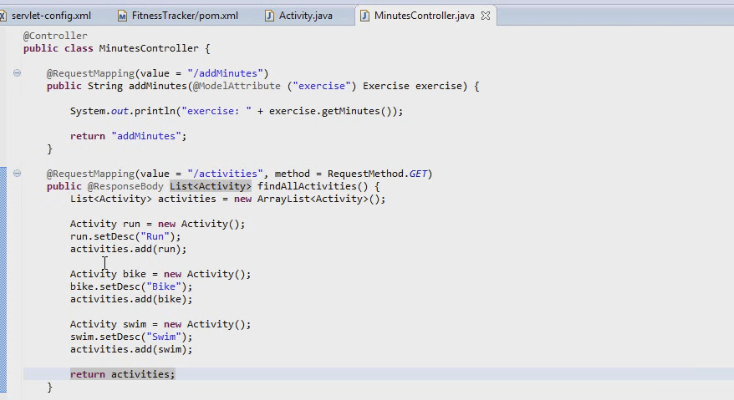 servlet-config.xml FitnessTracker/pom.xml Activity.java MinutesController.java
@Controller
public class MinutesController {
@RequestMapping(value = "/addMinutes")
public String addMinutes(@ModelAttribute ("exercise") Exercise exercise) {
System.out.println("exercise: " + exercise.getMinutes());
return "addMinutes";
}
@RequestMapping(value = "/activities", method = RequestMethod.GET)
public @ResponseBody List<Activity> findAllActivities() {
List<Activity> activities = new ArrayList<Activity>();
Activity run = new Activity();
run.setDesc("Run");
activities.add(run);
Activity bike = new Activity();
bike.setDesc("Bike");
activities.add(bike);
Activity swim = new Activity();
swim.setDesc("Swim");
activities.add(swim);
return activities;
}